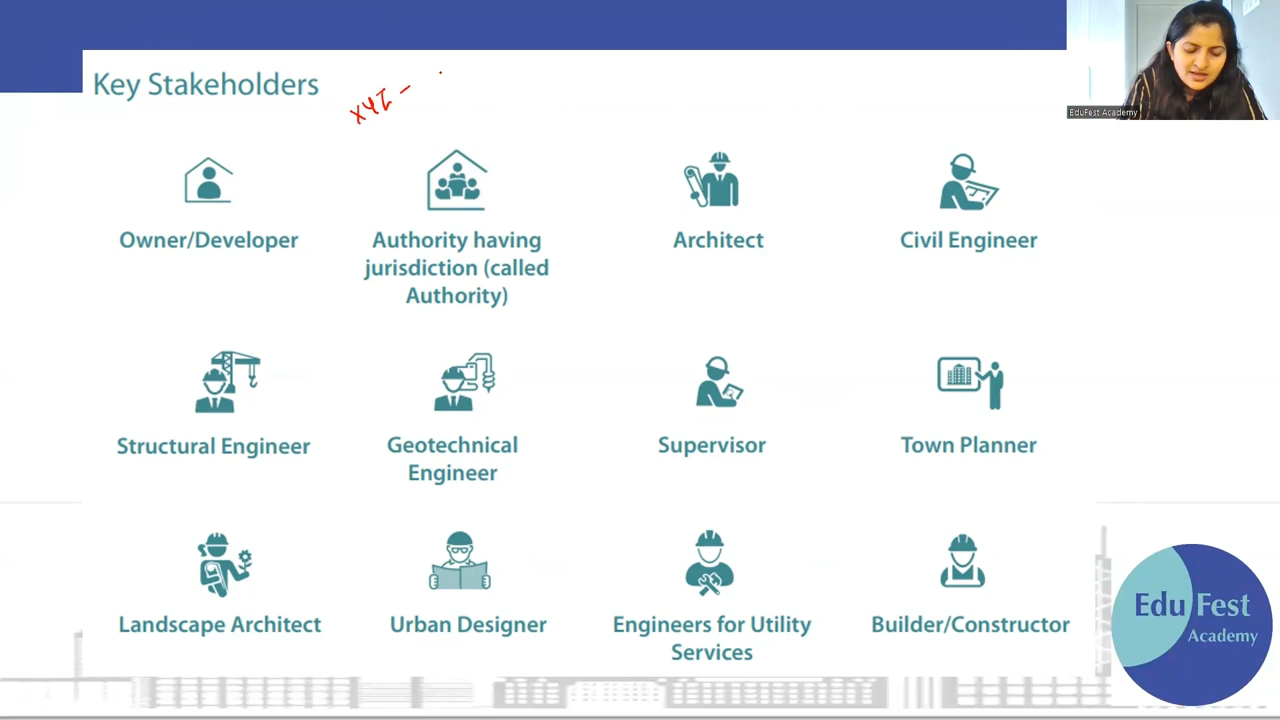 EduFest Academy
Key Stakeholders
XYZ -
Owner/Developer
Authority having
jurisdiction (called
Authority)
Architect
Civil Engineer
Structural Engineer
Geotechnical
Engineer
Supervisor
Town Planner
Landscape Architect
Urban Designer
Engineers for Utility
Services
Builder/Constructor
Edu Fest
Academy